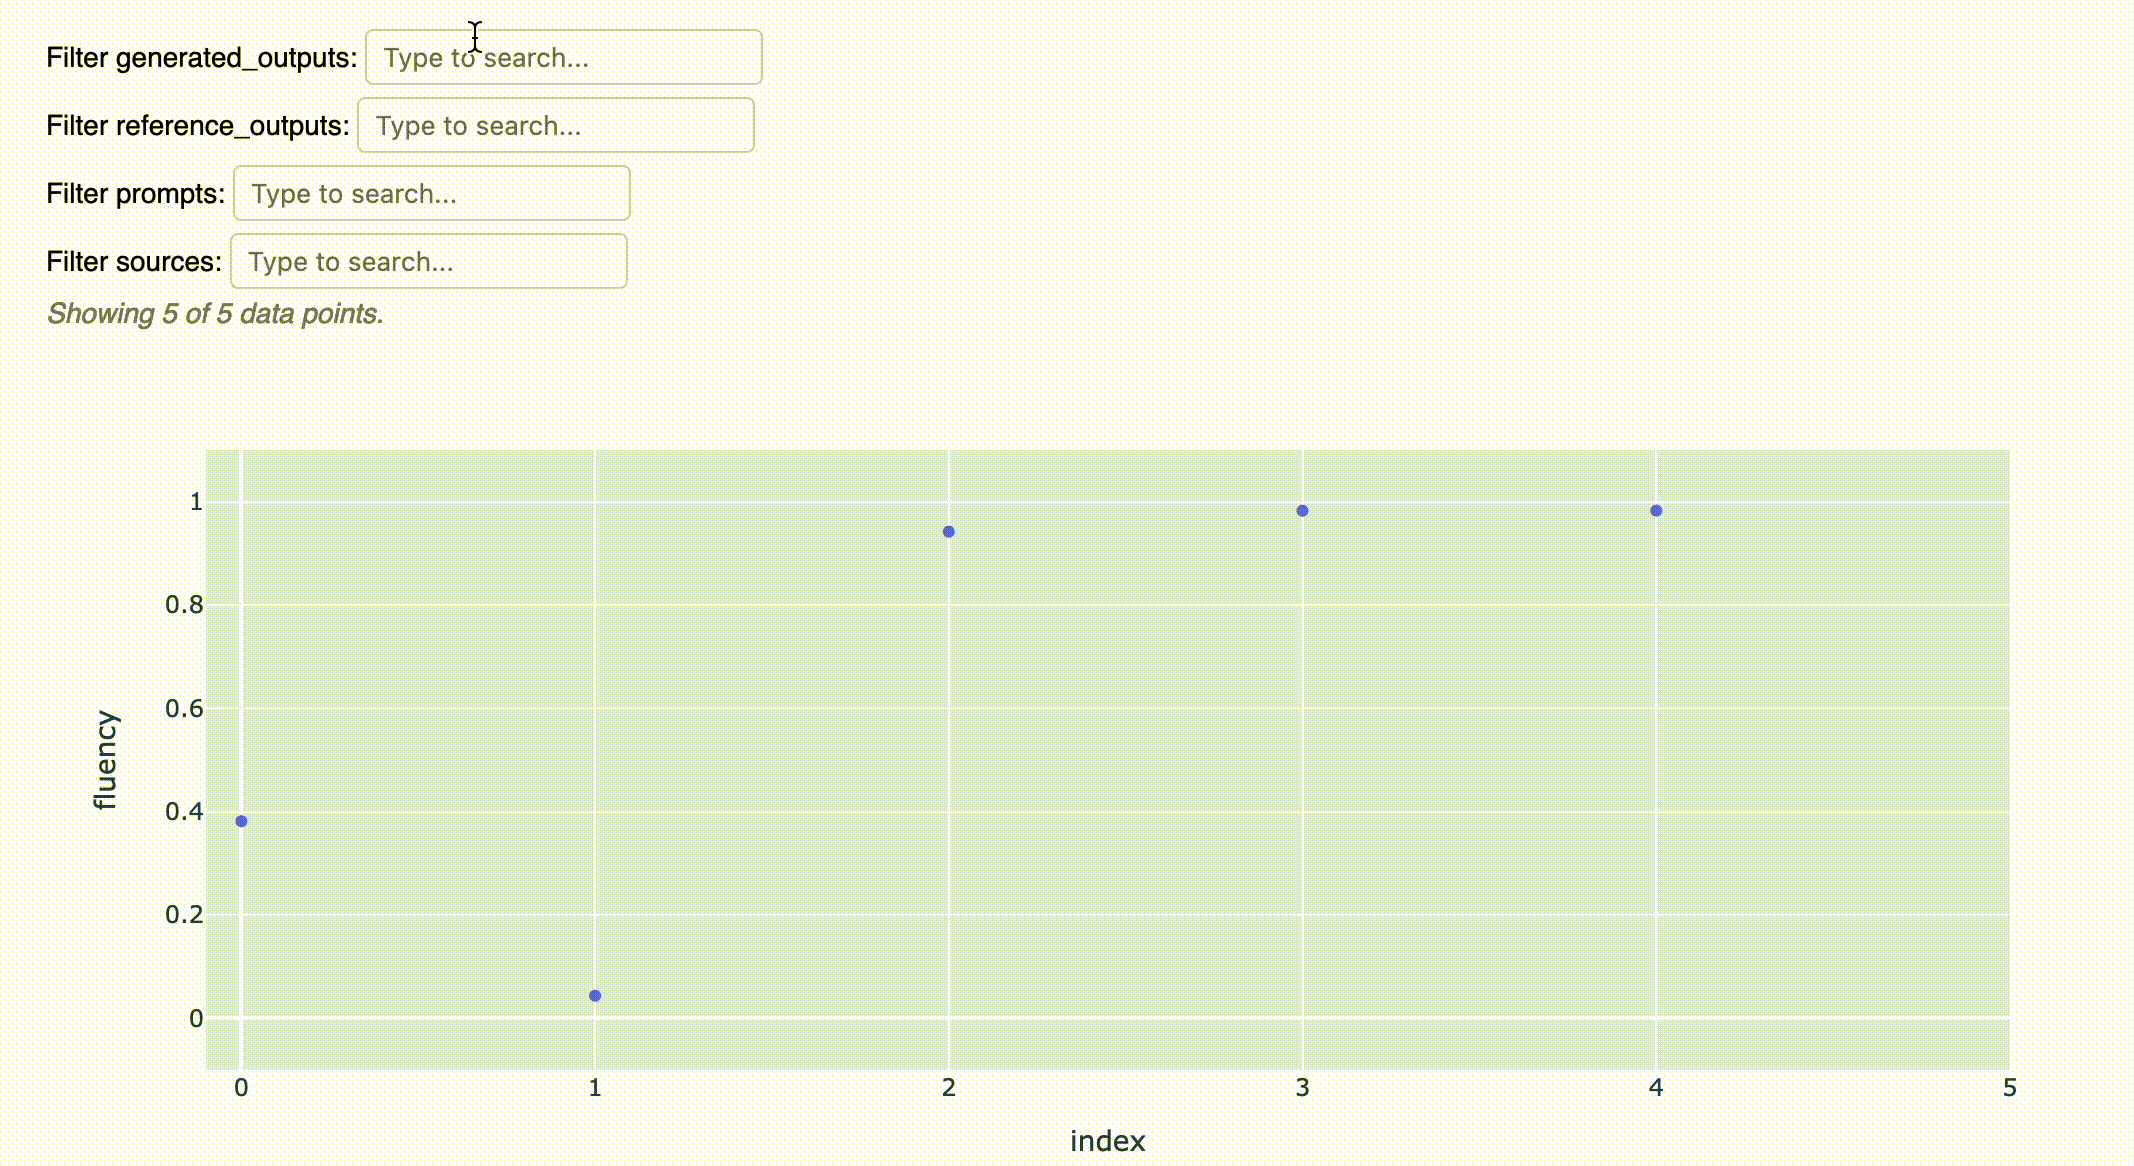 Filter generated_outputs: Type to search...
Filter reference_outputs: Type to search...
Filter prompts: Type to search...
Filter sources: Type to search...
Showing 5 of 5 data points.
1
0.8
0.6
0.4
0.2
0
fluency
0 1 2 3 4 5
index